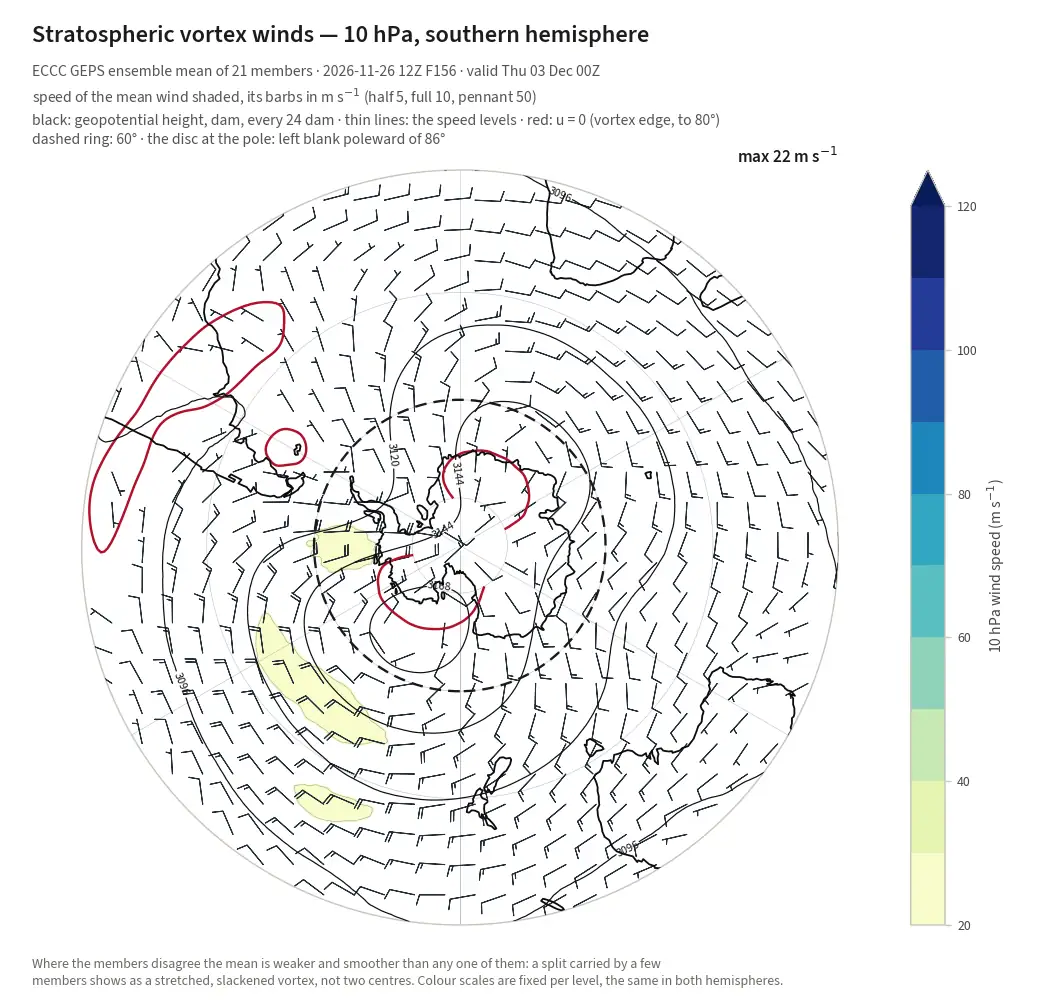 Stratospheric vortex winds — 10 hPa, southern hemisphere
ECCC GEPS ensemble mean of 21 members · 2026-11-26 12Z F156 · valid Thu 03 Dec 00Z
speed of the mean wind shaded, its barbs in m s⁻¹ (half 5, full 10, pennant 50)
black: geopotential height, dam, every 24 dam · thin lines: the speed levels · red: u = 0 (vortex edge, to 80°)
dashed ring: 60° · the disc at the pole: left blank poleward of 86°
max 22 m s⁻¹
3096
120
100
80
60
40
20
10 hPa wind speed (m s⁻¹)
3120
3144
3144
3168
3096
3096
Where the members disagree the mean is weaker and smoother than any one of them: a split carried by a few
members shows as a stretched, slackened vortex, not two centres. Colour scales are fixed per level, the same in both hemispheres.